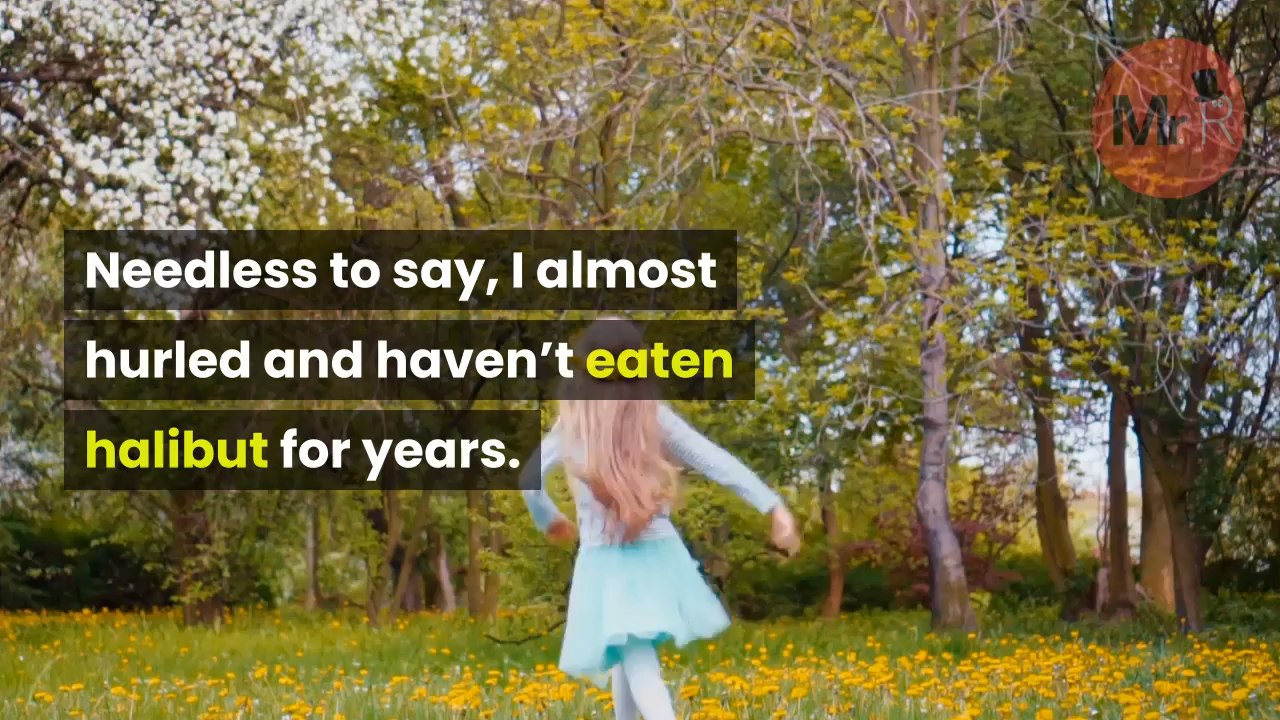 Mr R
Needless to say, I almost
hurled and haven’t eaten
halibut for years.